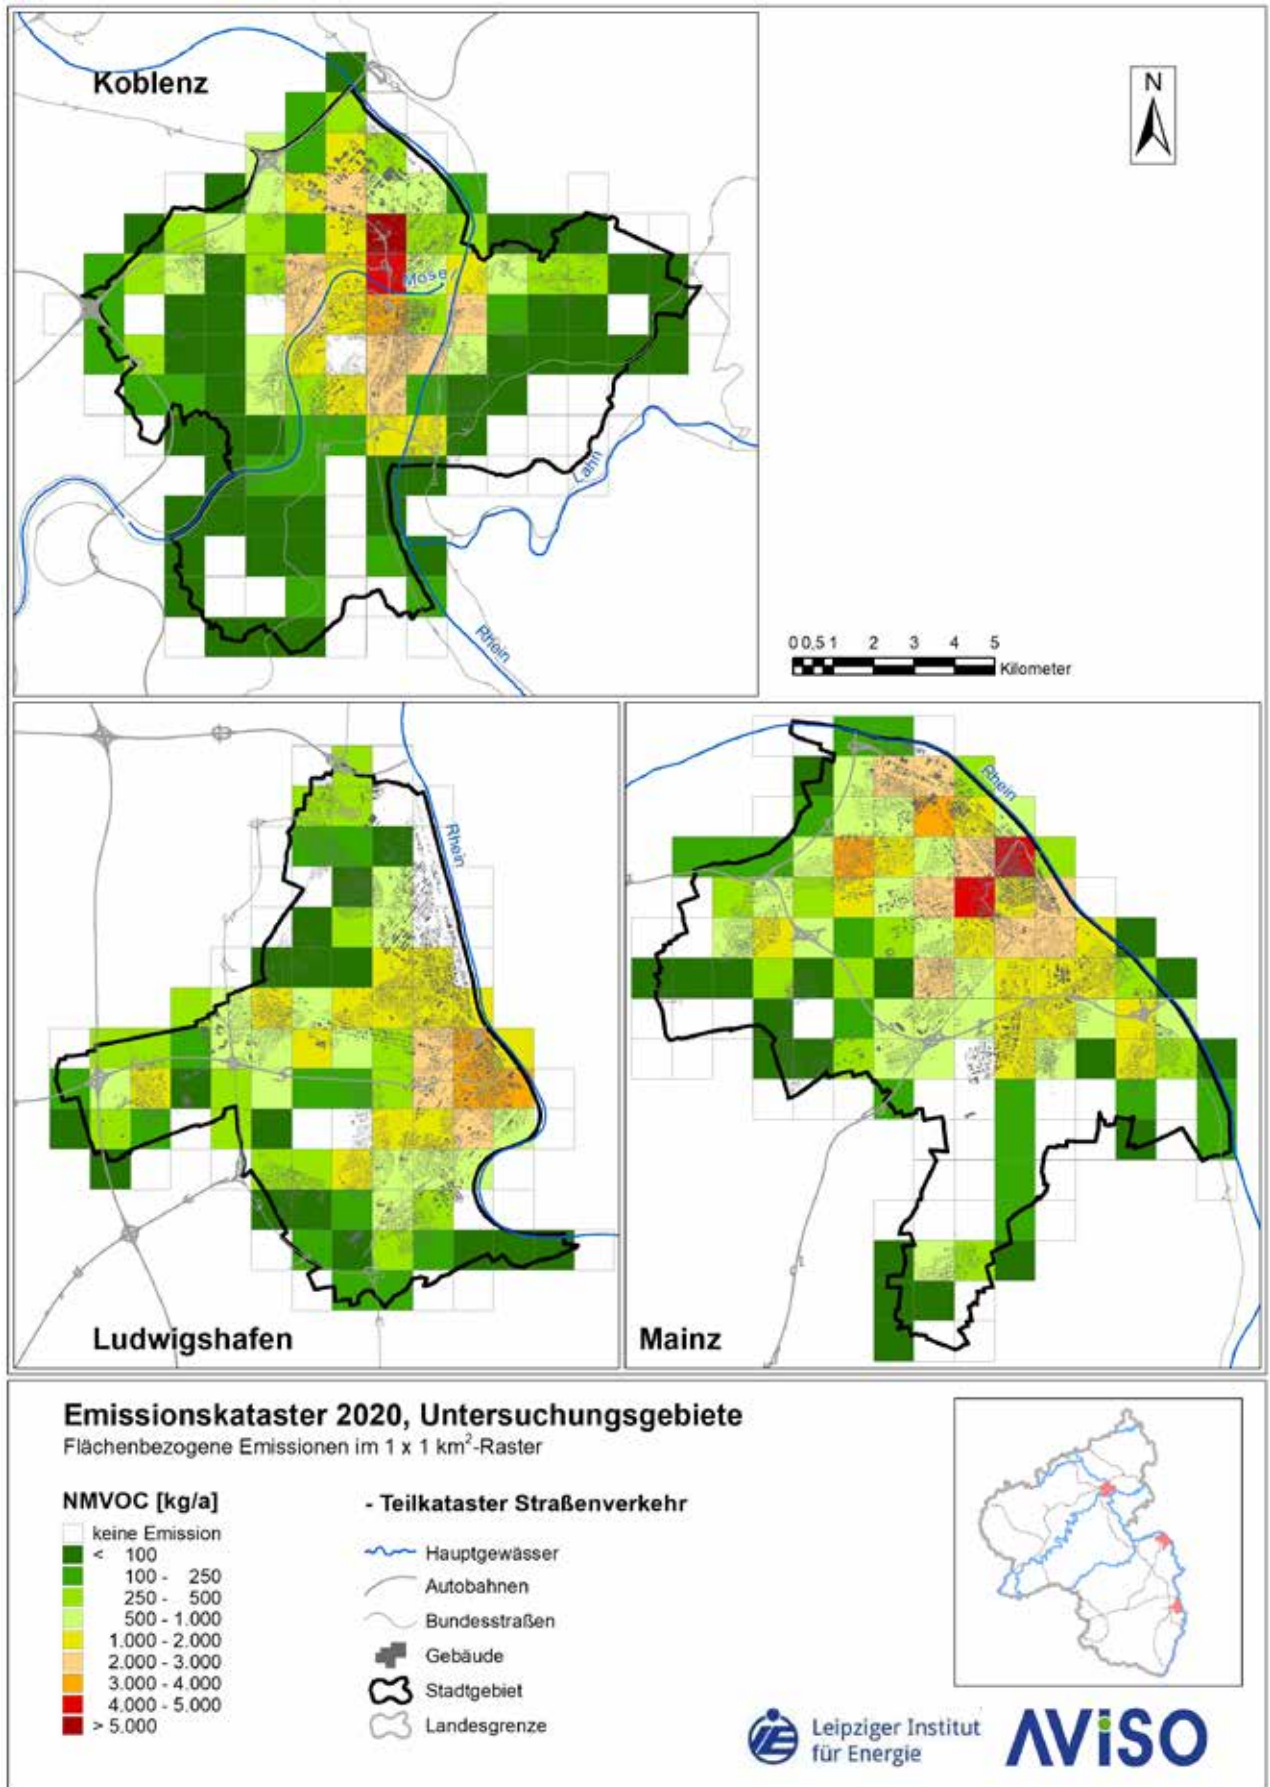 Koblenz
N
Mosel
Lahn
Rhein
0 0,5 1 2 3 4 5
Kilometer
Rhein
Rhein
Ludwigshafen
Mainz
Emissionskataster 2020, Untersuchungsgebiete
Flächenbezogene Emissionen im 1 x 1 km²-Raster
NMVOC [kg/a]
keine Emission
< 100
100 - 250
250 - 500
500 - 1.000
1.000 - 2.000
2.000 - 3.000
3.000 - 4.000
4.000 - 5.000
> 5.000
- Teilkataster Straßenverkehr
Hauptgewässer
Autobahnen
Bundesstraßen
Gebäude
Stadtgebiet
Landesgrenze
Leipziger Institut
für Energie
AViSO